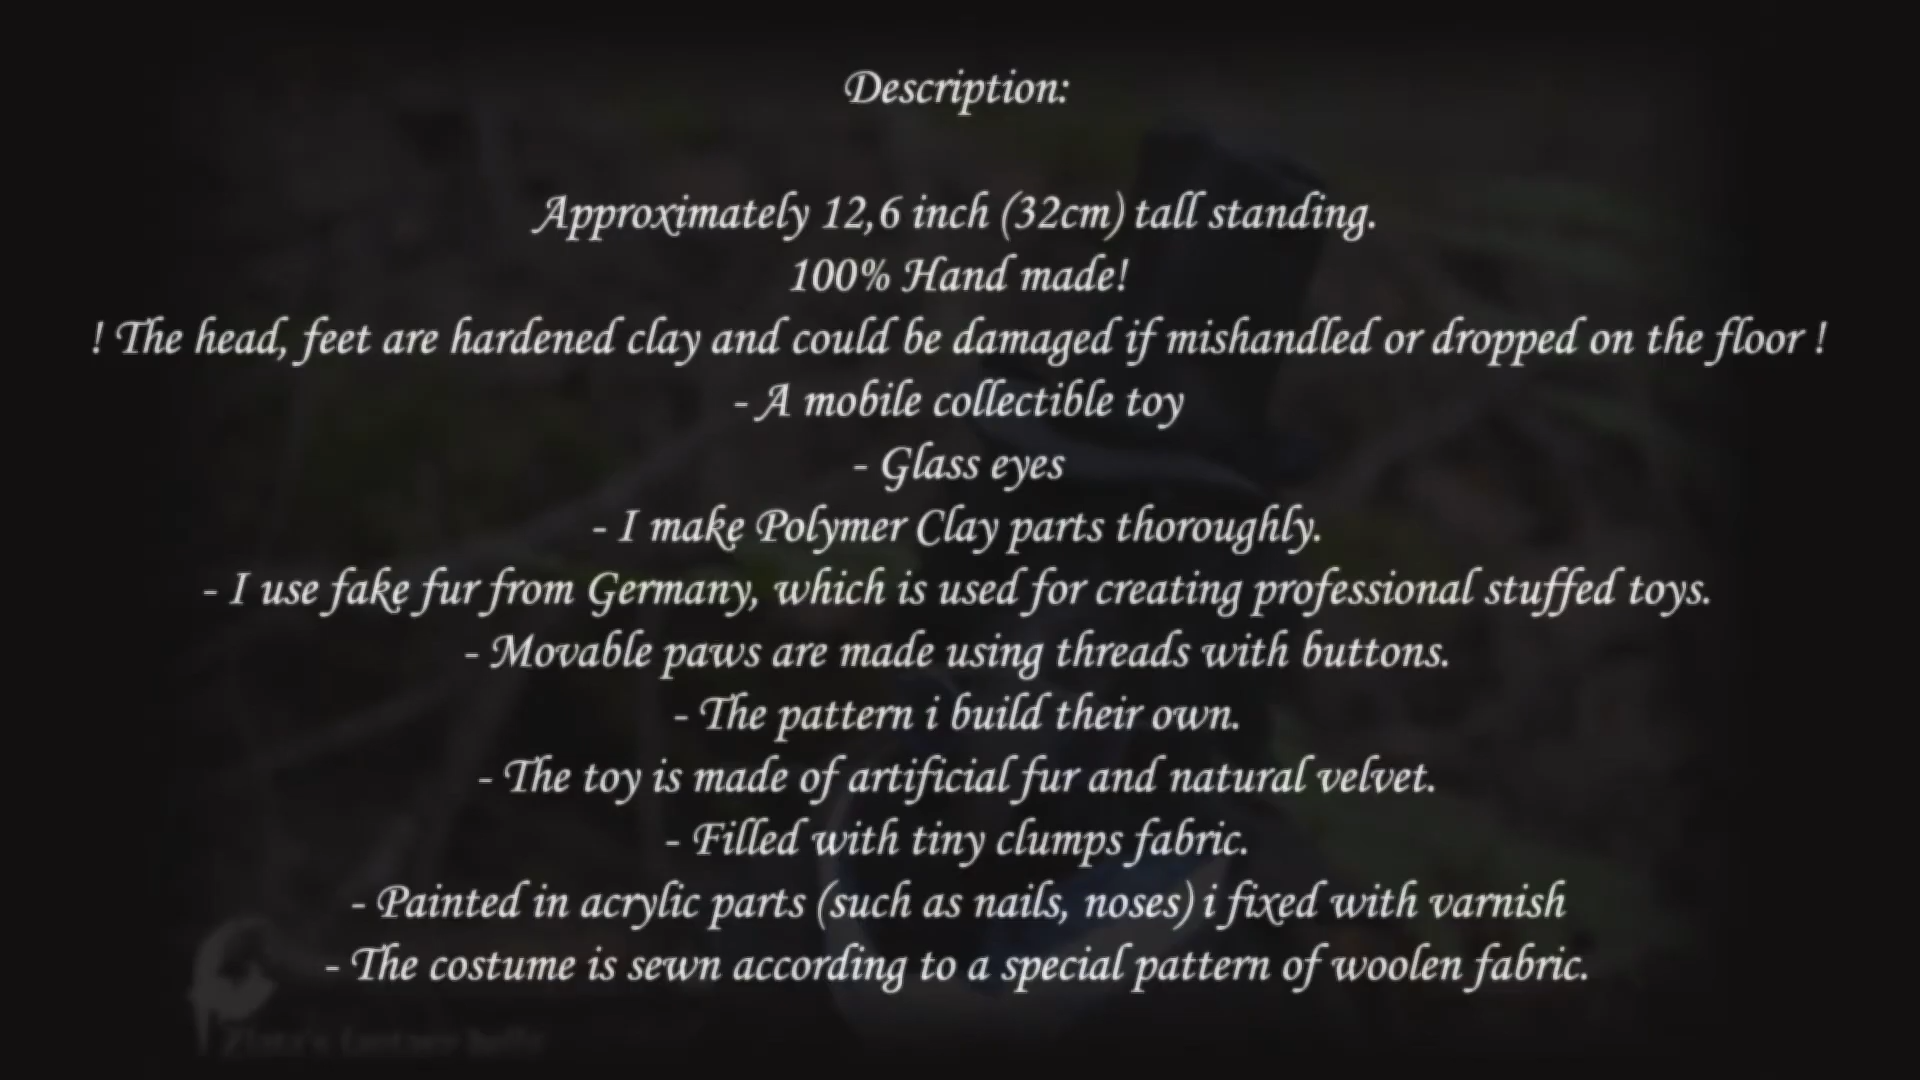 Description:
Approximately 12,6 inch (32cm) tall standing.
100% Hand made!
! The head, feet are hardened clay and could be damaged if mishandled or dropped on the floor !
- A mobile collectible toy
- Glass eyes
- I make Polymer Clay parts thoroughly.
- I use fake fur from Germany, which is used for creating professional stuffed toys.
- Movable paws are made using threads with buttons.
- The pattern i build their own.
- The toy is made of artificial fur and natural velvet.
- Filled with tiny clumps fabric.
- Painted in acrylic parts (such as nails, noses) i fixed with varnish
- The costume is sewn according to a special pattern of woolen fabric.